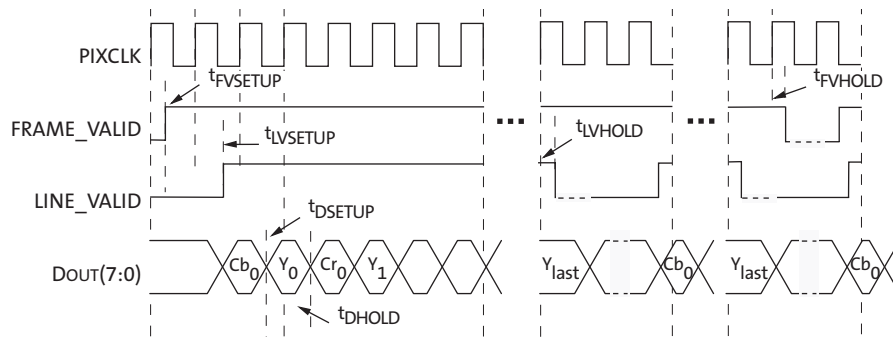 PIXCLK
tFVSETUP
tFVHOLD
FRAME_VALID
...
...
tLVSETUP
tLVHOLD
LINE_VALID
tDSETUP
DOUT(7:0)
Cb0
Y0
Cr0
Y1
Ylast
Cb0
Ylast
Cb0
tDHOLD